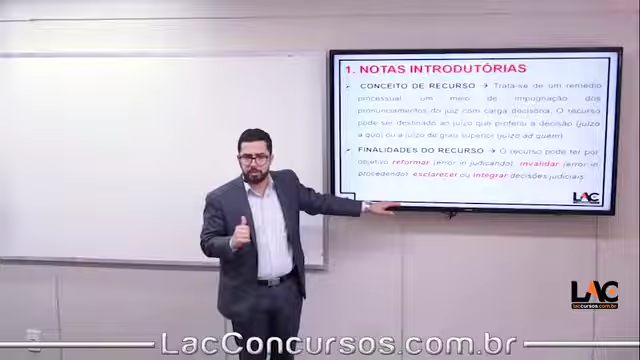 1. NOTAS INTRODUTÓRIAS
CONCEITO DE RECURSO → Trata-se de um remédio
processual, um meio de impugnação dos
pronunciamentos do juiz com carga decisória. O recurso
pode ser destinado ao juízo que proferiu a decisão (juízo
a quo) ou a juízo de grau superior (juízo ad quem).
FINALIDADES DO RECURSO → O recurso pode ter por
objetivo reformar (error in judicando), invalidar (error in
procedendo), esclarecer ou integrar decisões judiciais.
LAC
LAC
lacconcursos.com.br
LacConcursos.com.br